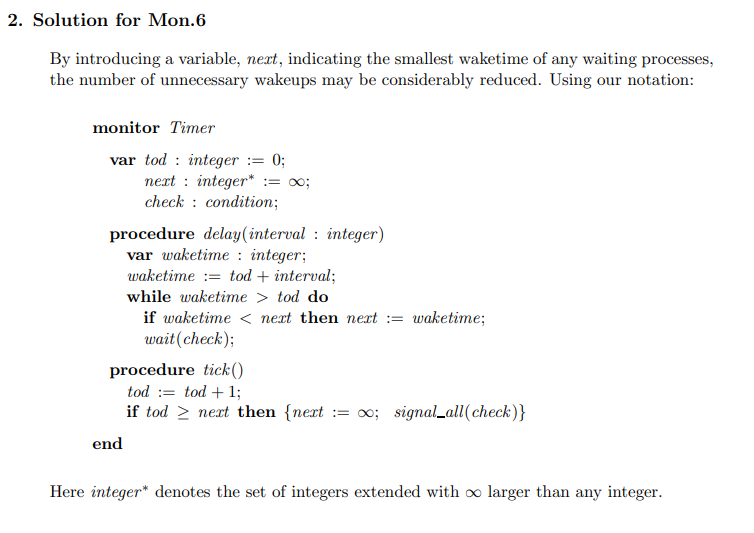 2. Solution for Mon.6
By introducing a variable, next, indicating the smallest waketime of any waiting processes,
the number of unnecessary wakeups may be considerably reduced. Using our notation:
monitor Timer
var tod : integer := 0;
next : integer* := ∞;
check : condition;
procedure delay(interval : integer)
var waketime : integer;
waketime := tod + interval;
while waketime > tod do
if waketime < next then next := waketime;
wait(check);
procedure tick()
tod := tod + 1;
if tod ≥ next then {next := ∞; signal_all(check)}
end
Here integer* denotes the set of integers extended with ∞ larger than any integer.